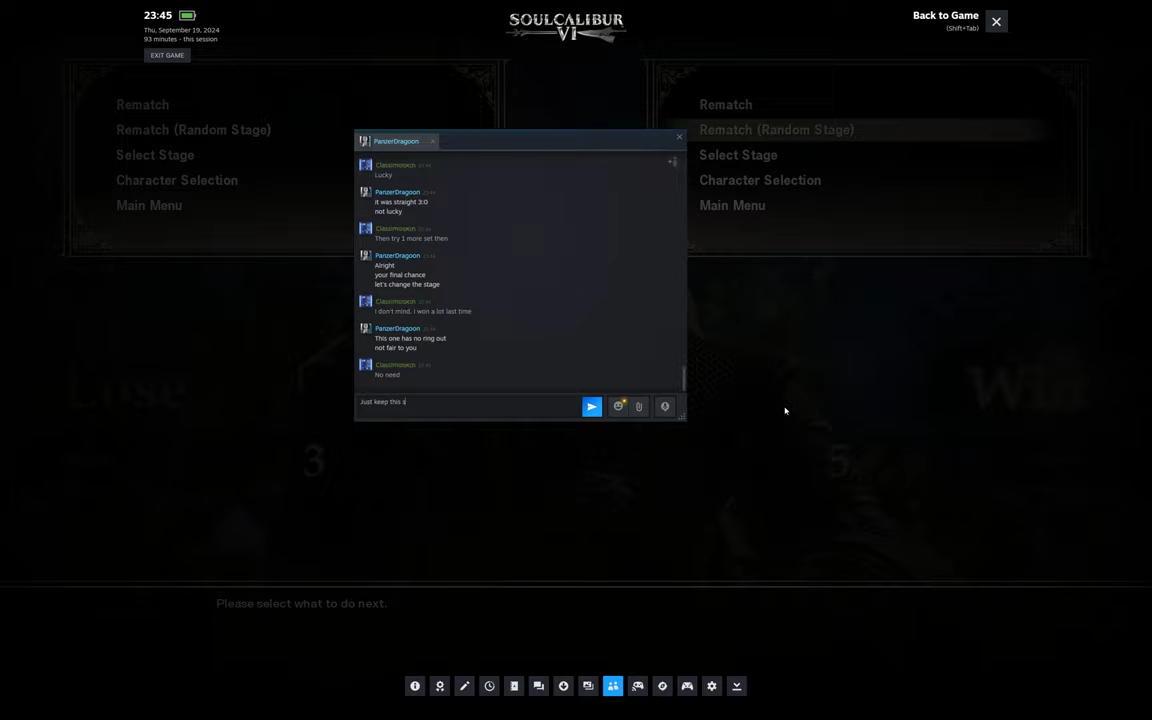 23:45
Thu, September 19, 2024
93 minutes - this session
EXIT GAME
SOULCALIBUR
VI
Back to Game
(Shift+Tab)
Rematch
Rematch (Random Stage)
Select Stage
Character Selection
Main Menu
Rematch
Rematch (Random Stage)
Select Stage
Character Selection
Main Menu
PanzerDragoon
Lucky
PanzerDragoon
it was straight 3:0
not lucky
Then try 1 more set then
PanzerDragoon
Alright
your final chance
let's change the stage
I don't mind. i won a lot last time
PanzerDragoon
This one has no ring out
not fair to you
No need
Just keep this s
Lose
3
5
Please select what to do next.